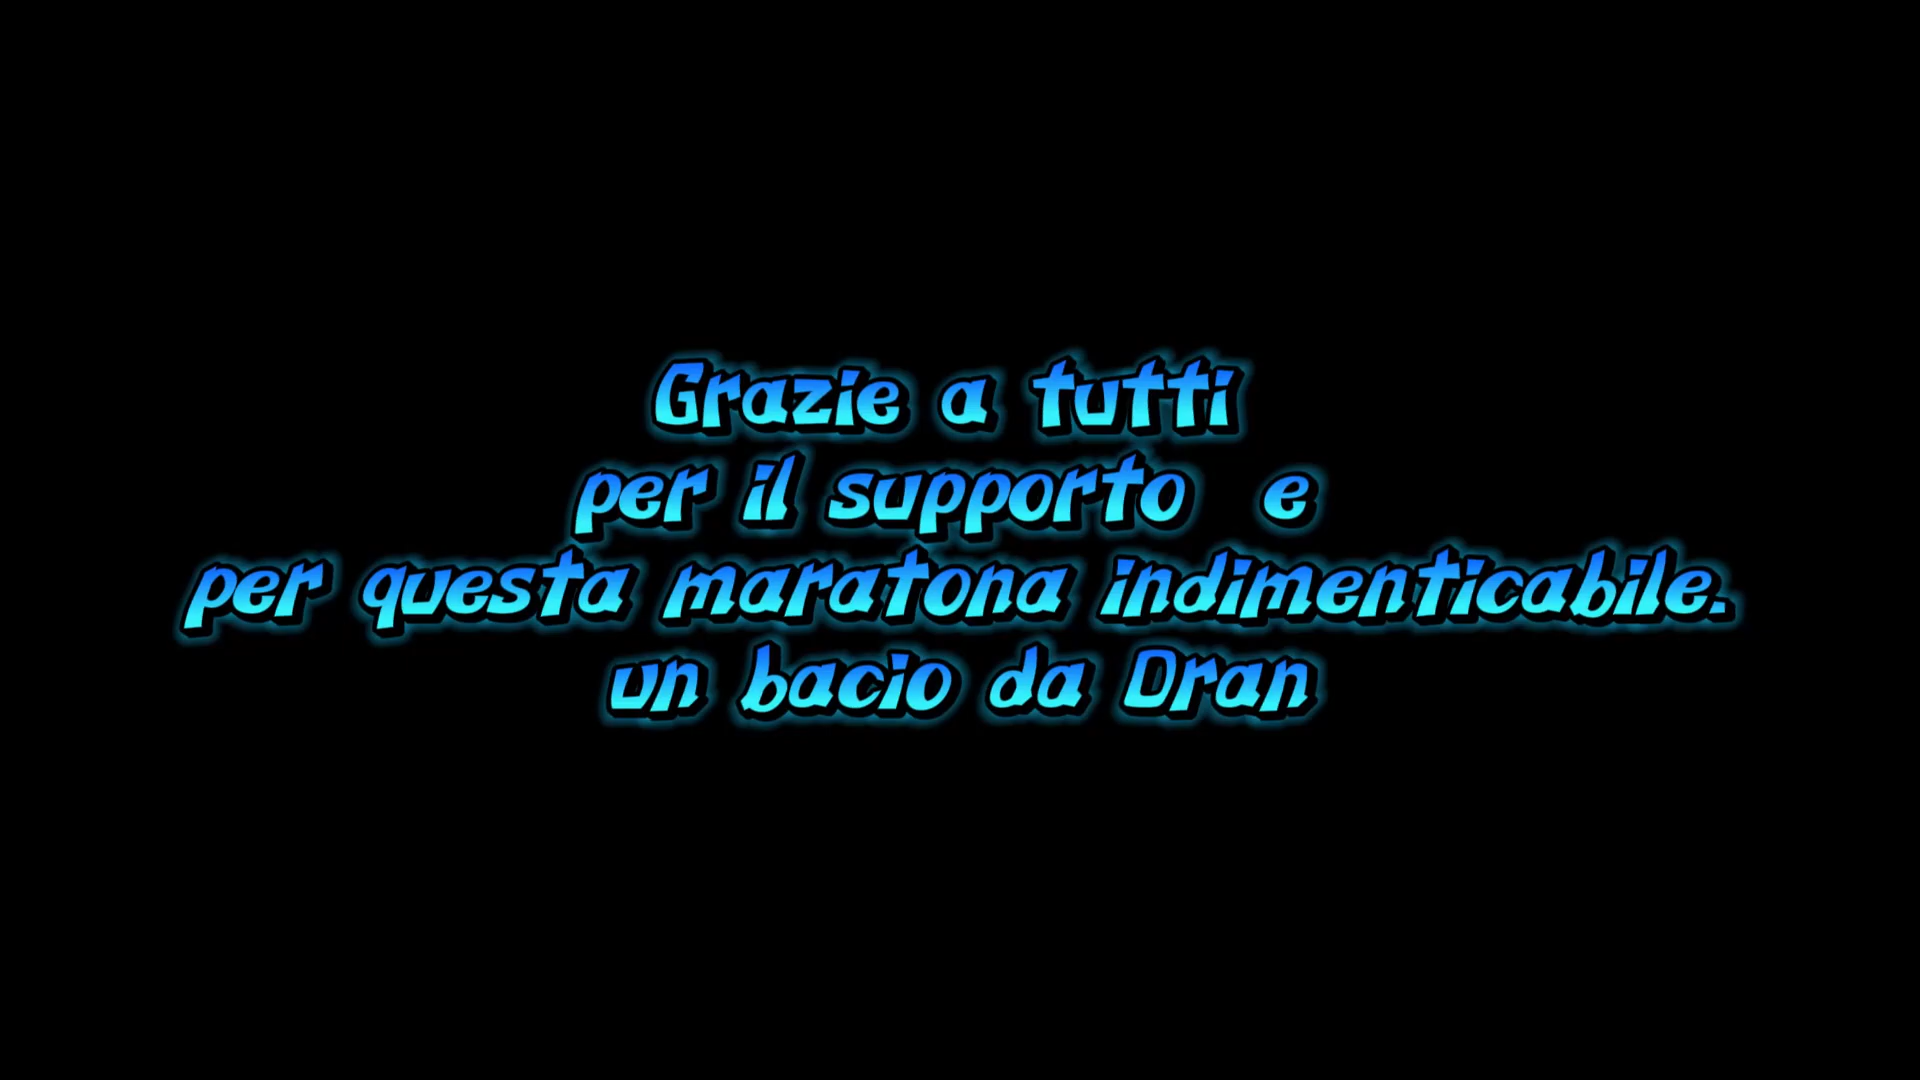 Grazie a tutti
per il supporto e
per questa maratona indimenticabile.
un bacio da Dran